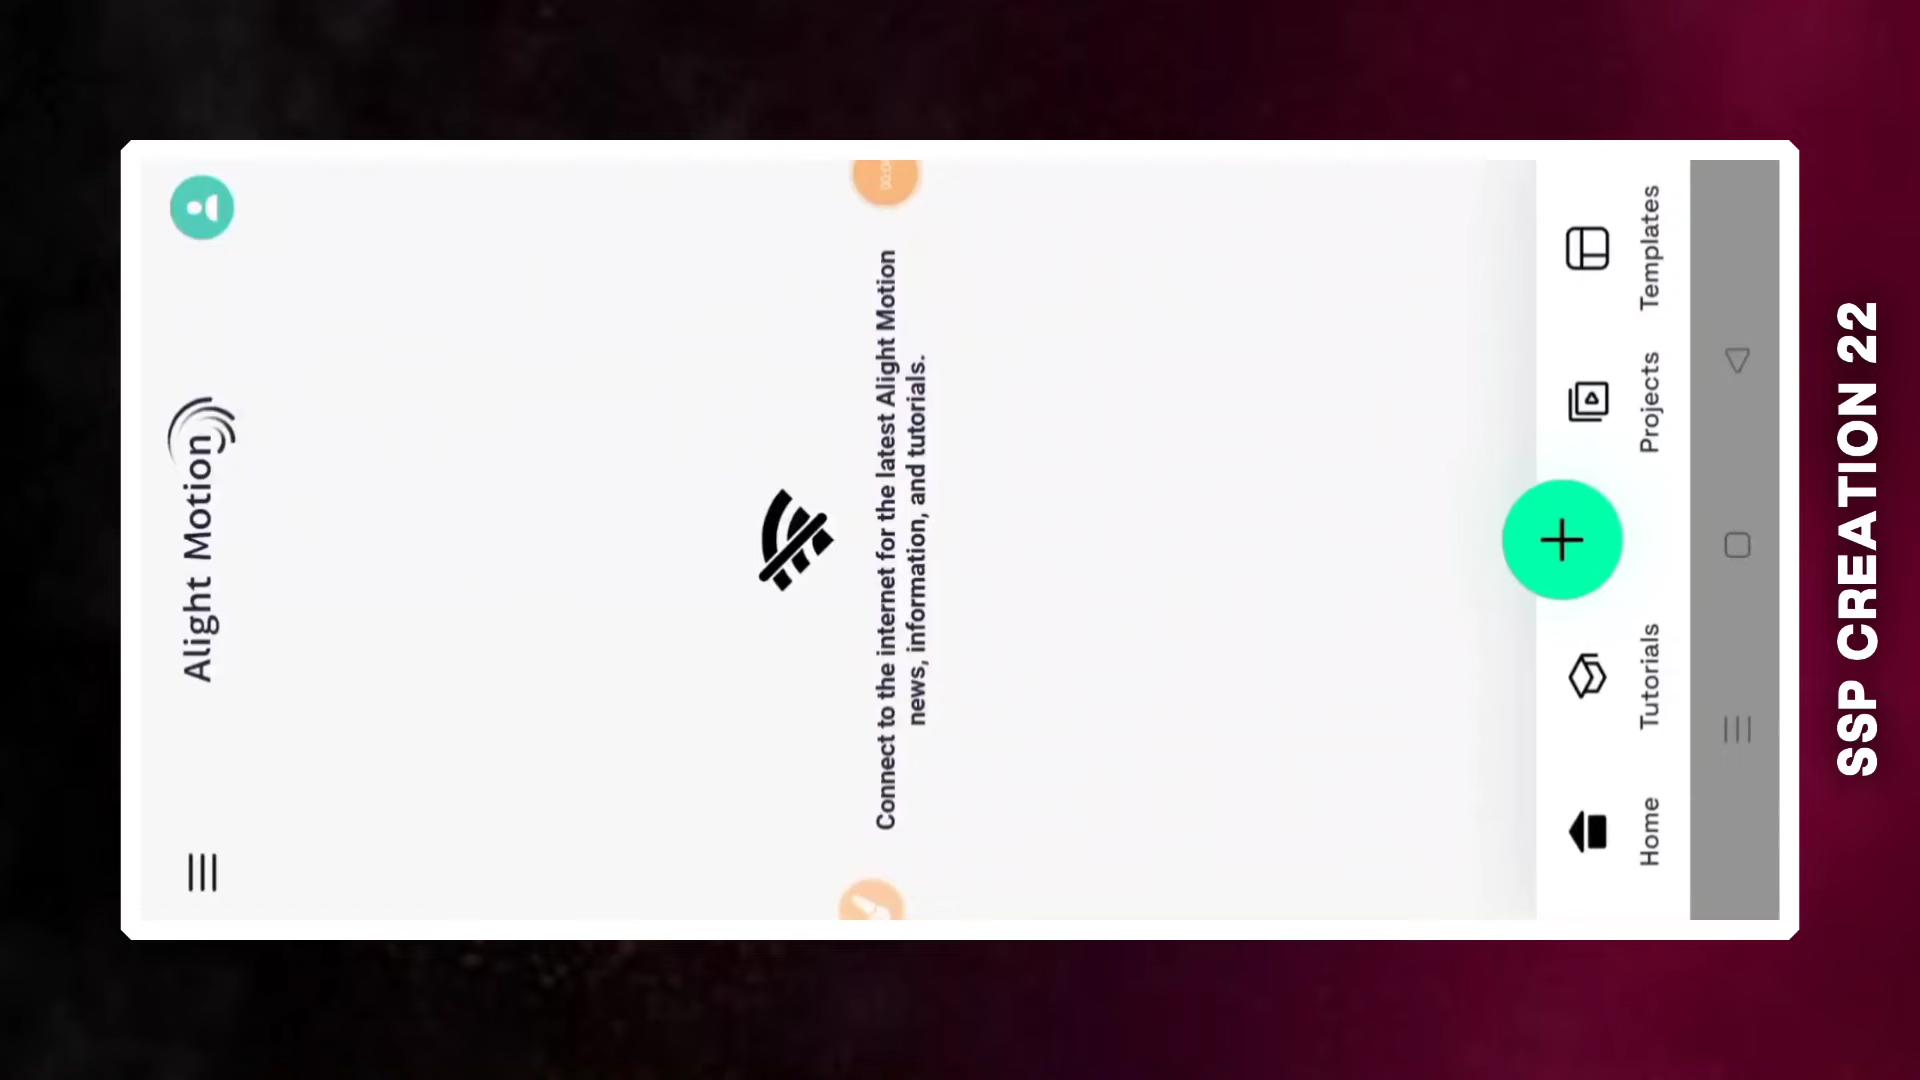 Alight Motion
Connect to the internet for the latest Alight Motion
news, information, and tutorials.
Home
Tutorials
Projects
Templates
SSP CREATION 22